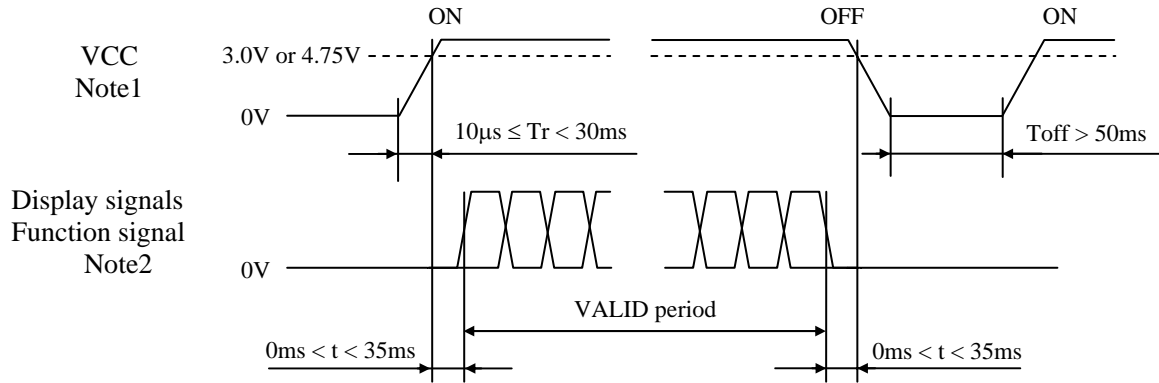 ON
OFF
ON
VCC
Note1
3.0V or 4.75V
0V
10μs ≤ Tr < 30ms
Toff > 50ms
Display signals
Function signal
Note2
0V
VALID period
0ms < t < 35ms
0ms < t < 35ms